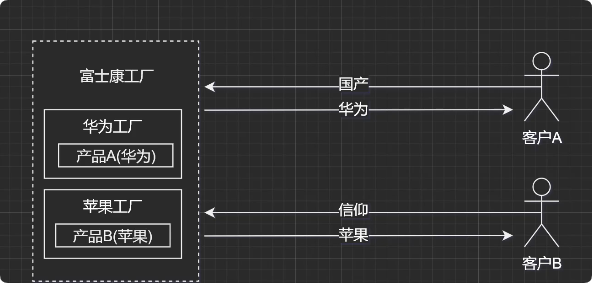 富士康工厂
华为工厂
产品A(华为)
苹果工厂
产品B(苹果)
国产
华为
客户A
信仰
苹果
客户B